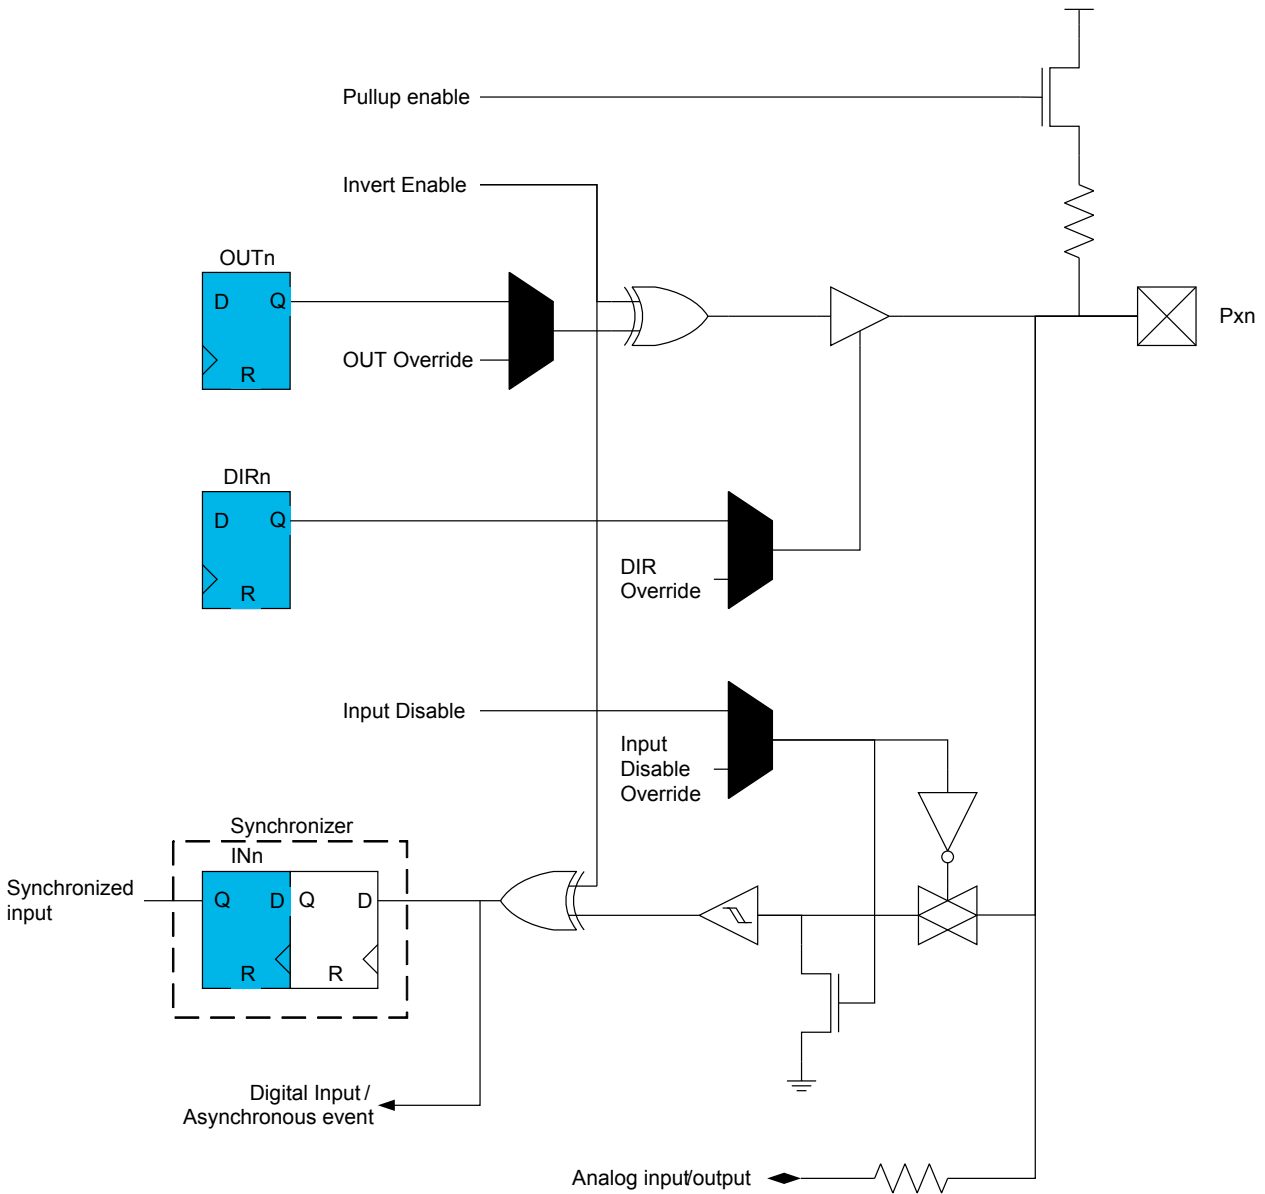 Pullup enable
Invert Enable
OUTn
D Q
R
OUT Override
Pxn
DIRn
D Q
R
DIR
Override
Input Disable
Input
Disable
Override
Synchronizer
INn
Synchronized
input
Q D Q D
R R
Digital Input /
Asynchronous event
Analog input/output